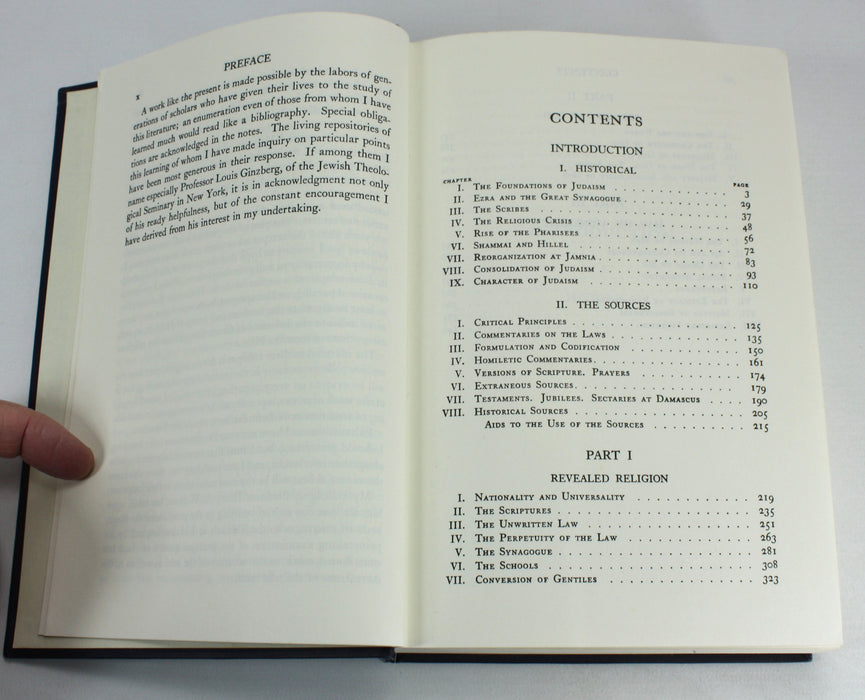 x
PREFACE
A work like the present is made possible by the labors of gen-
erations of scholars who have given their lives to the study of
this literature; an enumeration even of those from whom I have
learned much would read like a bibliography. Special obliga-
tions are acknowledged in the notes. The living repositories of
this learning of whom I have made inquiry on particular points
have been most generous in their response. If among them I
name especially Professor Louis Ginzberg, of the Jewish Theolo-
gical Seminary in New York, it is in acknowledgment not only
of his ready helpfulness, but of the constant encouragement I
have derived from his interest in my undertaking.
CONTENTS
INTRODUCTION
I. HISTORICAL
CHAPTER PAGE
I. THE FOUNDATIONS OF JUDAISM . . . . . . . . . . 3
II. EZRA AND THE GREAT SYNAGOGUE . . . . . . . . . 29
III. THE SCRIBES . . . . . . . . . . . . . . . . 37
IV. THE RELIGIOUS CRISIS . . . . . . . . . . . . . 48
V. RISE OF THE PHARISEES . . . . . . . . . . . . 56
VI. SHAMMAI AND HILLEL . . . . . . . . . . . . . 72
VII. REORGANIZATION AT JAMNIA . . . . . . . . . . . 83
VIII. CONSOLIDATION OF JUDAISM . . . . . . . . . . . 93
IX. CHARACTER OF JUDAISM . . . . . . . . . . . . 110
II. THE SOURCES
I. CRITICAL PRINCIPLES . . . . . . . . . . . . . 125
II. COMMENTARIES ON THE LAWS . . . . . . . . . . 135
III. FORMULATION AND CODIFICATION . . . . . . . . . 150
IV. HOMILETIC COMMENTARIES . . . . . . . . . . . 161
V. VERSIONS OF SCRIPTURE. PRAYERS . . . . . . . . 174
VI. EXTRANEOUS SOURCES . . . . . . . . . . . . . 179
VII. TESTAMENTS. JUBILEES. SECTARIES AT DAMASCUS . . . . 190
VIII. HISTORICAL SOURCES . . . . . . . . . . . . . 205
AIDS TO THE USE OF THE SOURCES . . . . . . . . 215
PART I
REVEALED RELIGION
I. NATIONALITY AND UNIVERSALITY . . . . . . . . . . 219
II. THE SCRIPTURES . . . . . . . . . . . . . . . 235
III. THE UNWRITTEN LAW . . . . . . . . . . . . . 251
IV. THE PERPETUITY OF THE LAW . . . . . . . . . . 263
V. THE SYNAGOGUE . . . . . . . . . . . . . . . 281
VI. THE SCHOOLS . . . . . . . . . . . . . . . . 308
VII. CONVERSION OF GENTILES . . . . . . . . . . . . 323